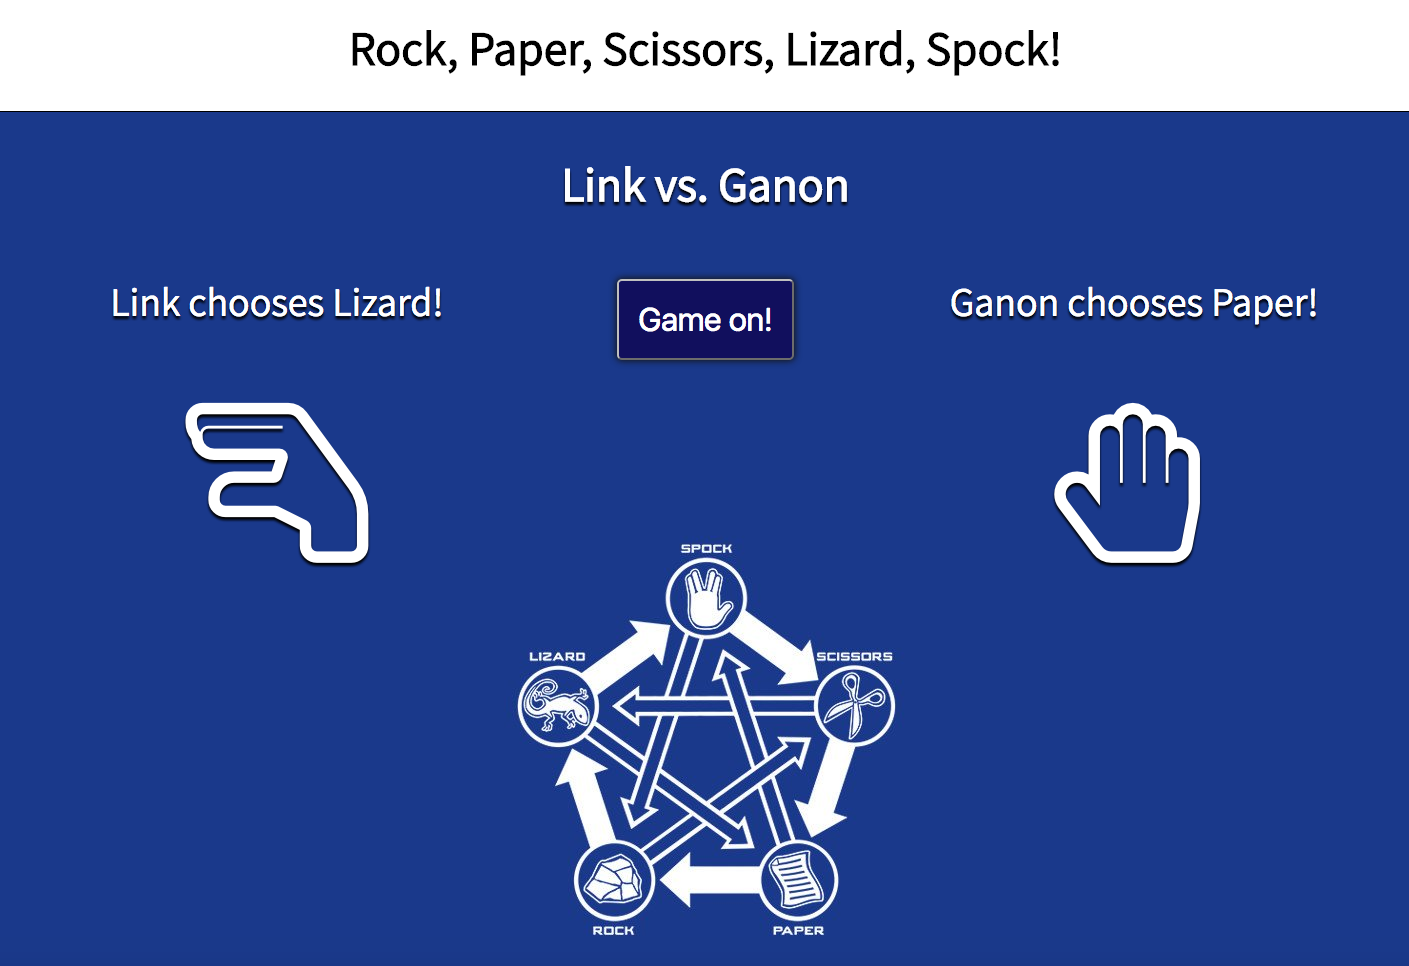 Rock, Paper, Scissors, Lizard, Spock!
Link vs. Ganon
Link chooses Lizard!
Game on!
Ganon chooses Paper!
SPOCK
LIZARD
SCISSORS
ROCK
PAPER